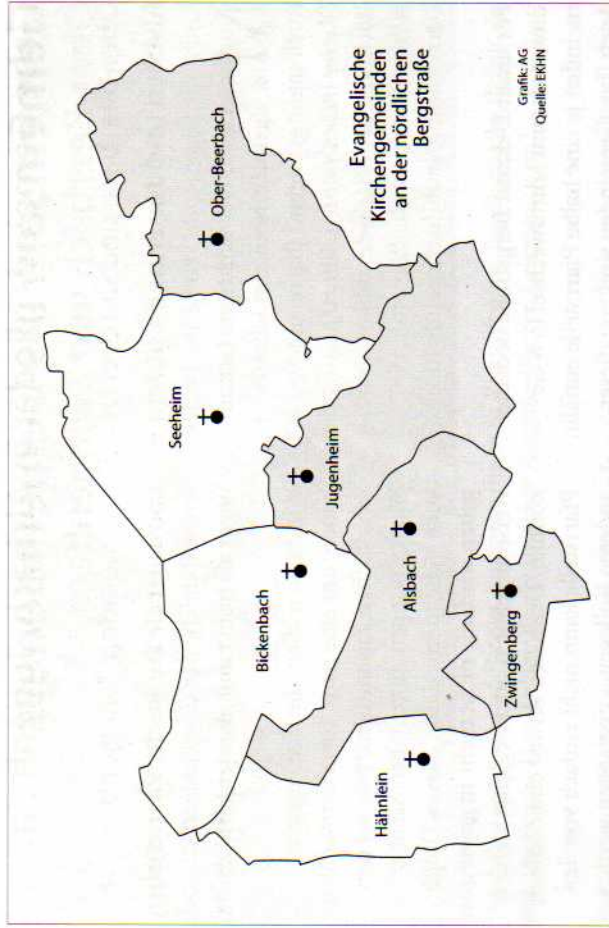 Evangelische
Kirchengemeinden
an der nördlichen
Bergstraße
Ober-Beerbach
Seeheim
Jugenheim
Bickenbach
Alsbach
Zwingenberg
Hähnlein
Grafik: AG
Quelle: EKHN